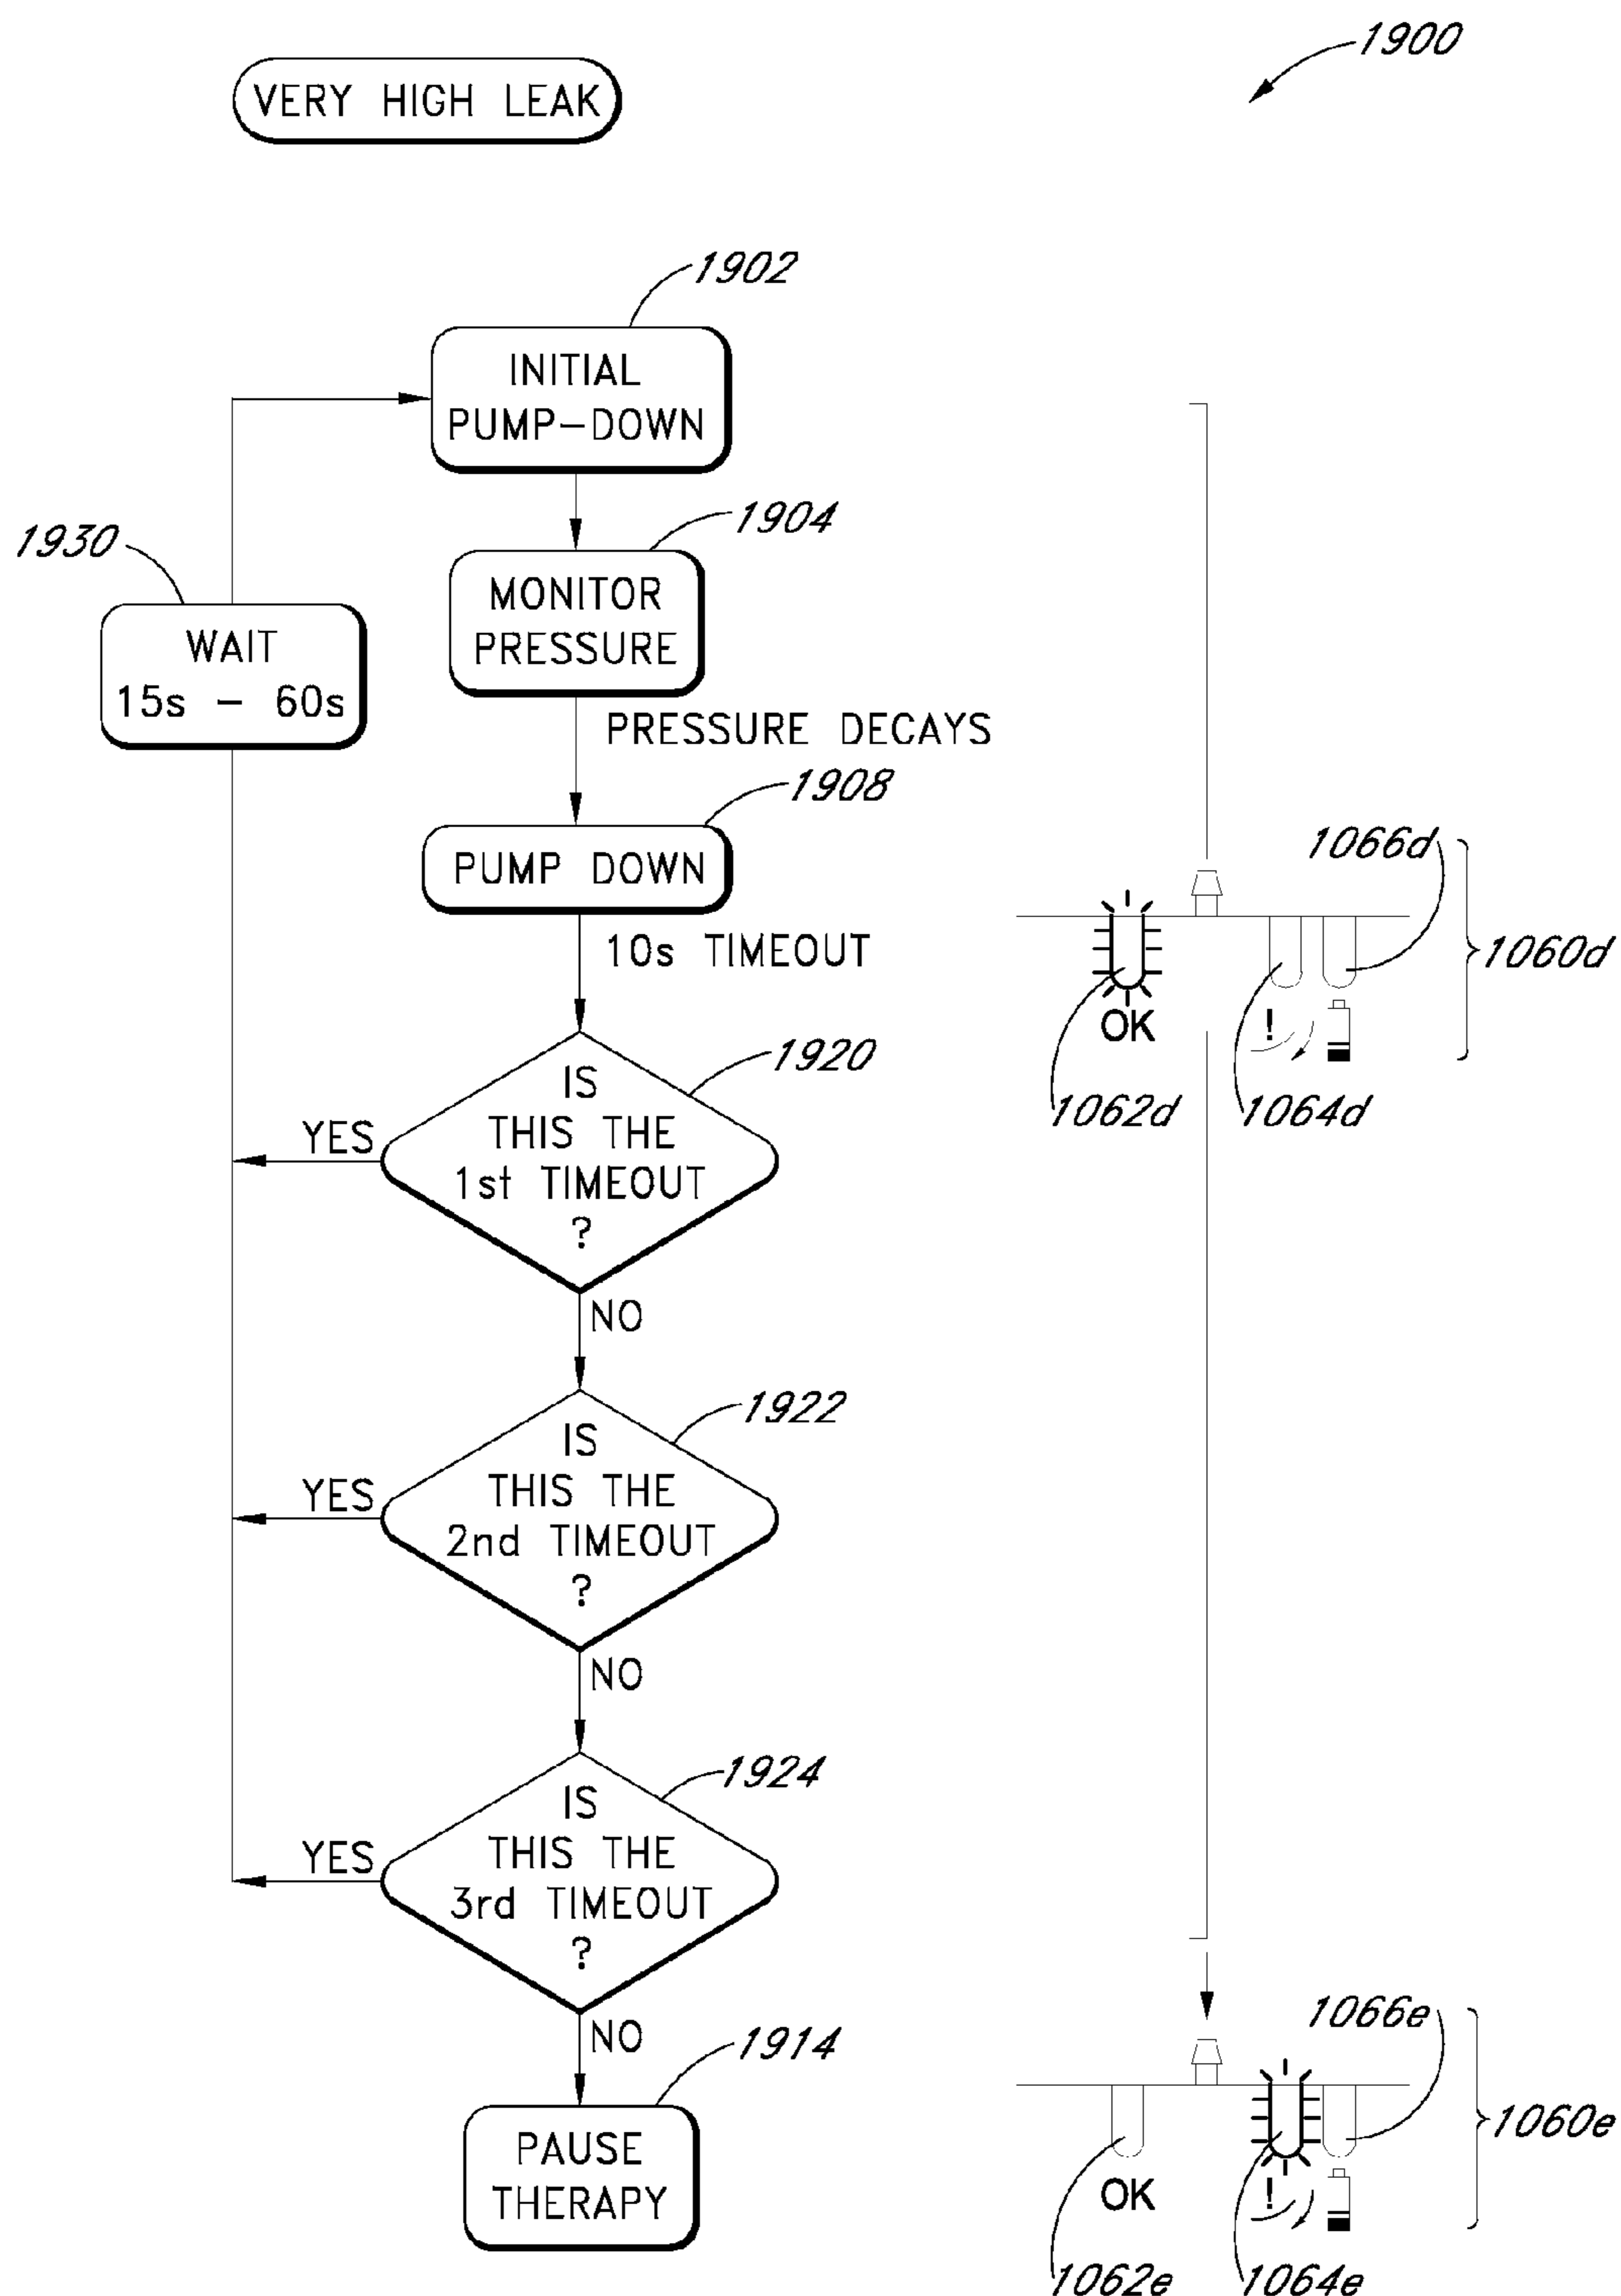 1900
VERY HIGH LEAK
1902
INITIAL
PUMP-DOWN
1904
1930
MONITOR
PRESSURE
WAIT
15s - 60s
PRESSURE DECAYS
1908
PUMP DOWN
10s TIMEOUT
1066d
1060d
OK
!
1062d
1064d
1920
IS
THIS THE
1st TIMEOUT
?
YES
NO
1922
IS
THIS THE
2nd TIMEOUT
?
YES
NO
1924
IS
THIS THE
3rd TIMEOUT
?
YES
NO
1914
PAUSE
THERAPY
1066e
1060e
OK
!
1062e
1064e